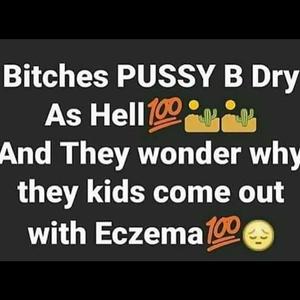 Bitches PUSSY B Dry
As Hell💯🏜️🏜️
And They wonder why
they kids come out
with Eczema💯😔